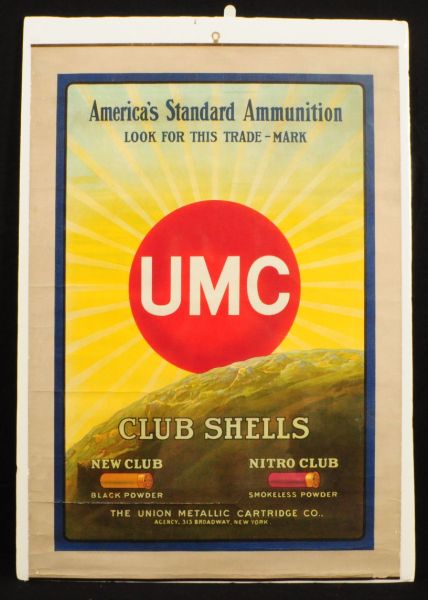 America's Standard Ammunition
LOOK FOR THIS TRADE-MARK
UMC
CLUB SHELLS
NEW CLUB
BLACK POWDER
NITRO CLUB
SMOKELESS POWDER
THE UNION METALLIC CARTRIDGE CO.,
AGENCY, 313 BROADWAY, NEW YORK